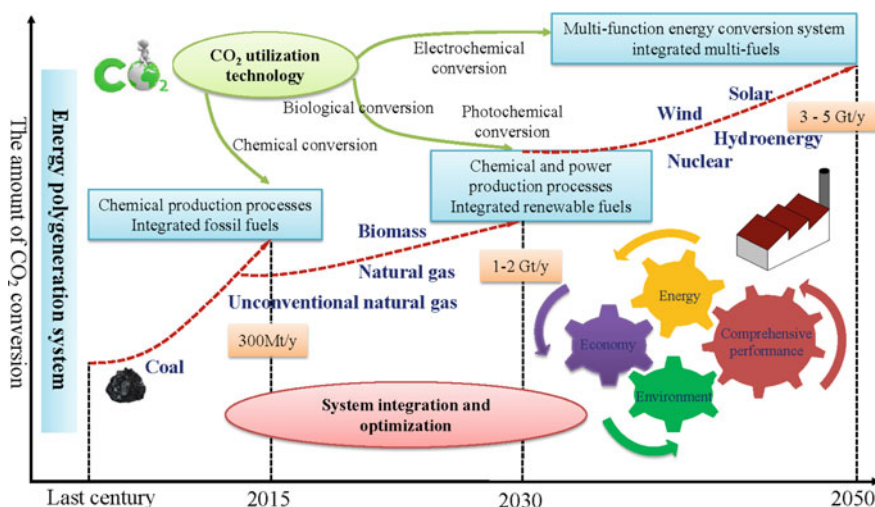 CO2
CO2 utilization
technology
Electrochemical
conversion
Multi-function energy conversion system
integrated multi-fuels
Biological conversion
Photochemical
conversion
Chemical conversion
Solar
Wind
3 - 5 Gt/y
Hydroenergy
Nuclear
Chemical and power
production processes
Integrated renewable fuels
Chemical production processes
Integrated fossil fuels
Biomass
Natural gas
1-2 Gt/y
Unconventional natural gas
300Mt/y
Coal
Energy
Economy
Comprehensive
performance
Environment
System integration and
optimization
Energy polygeneration system
The amount of CO2
conversion
Last century
2015
2030
2050